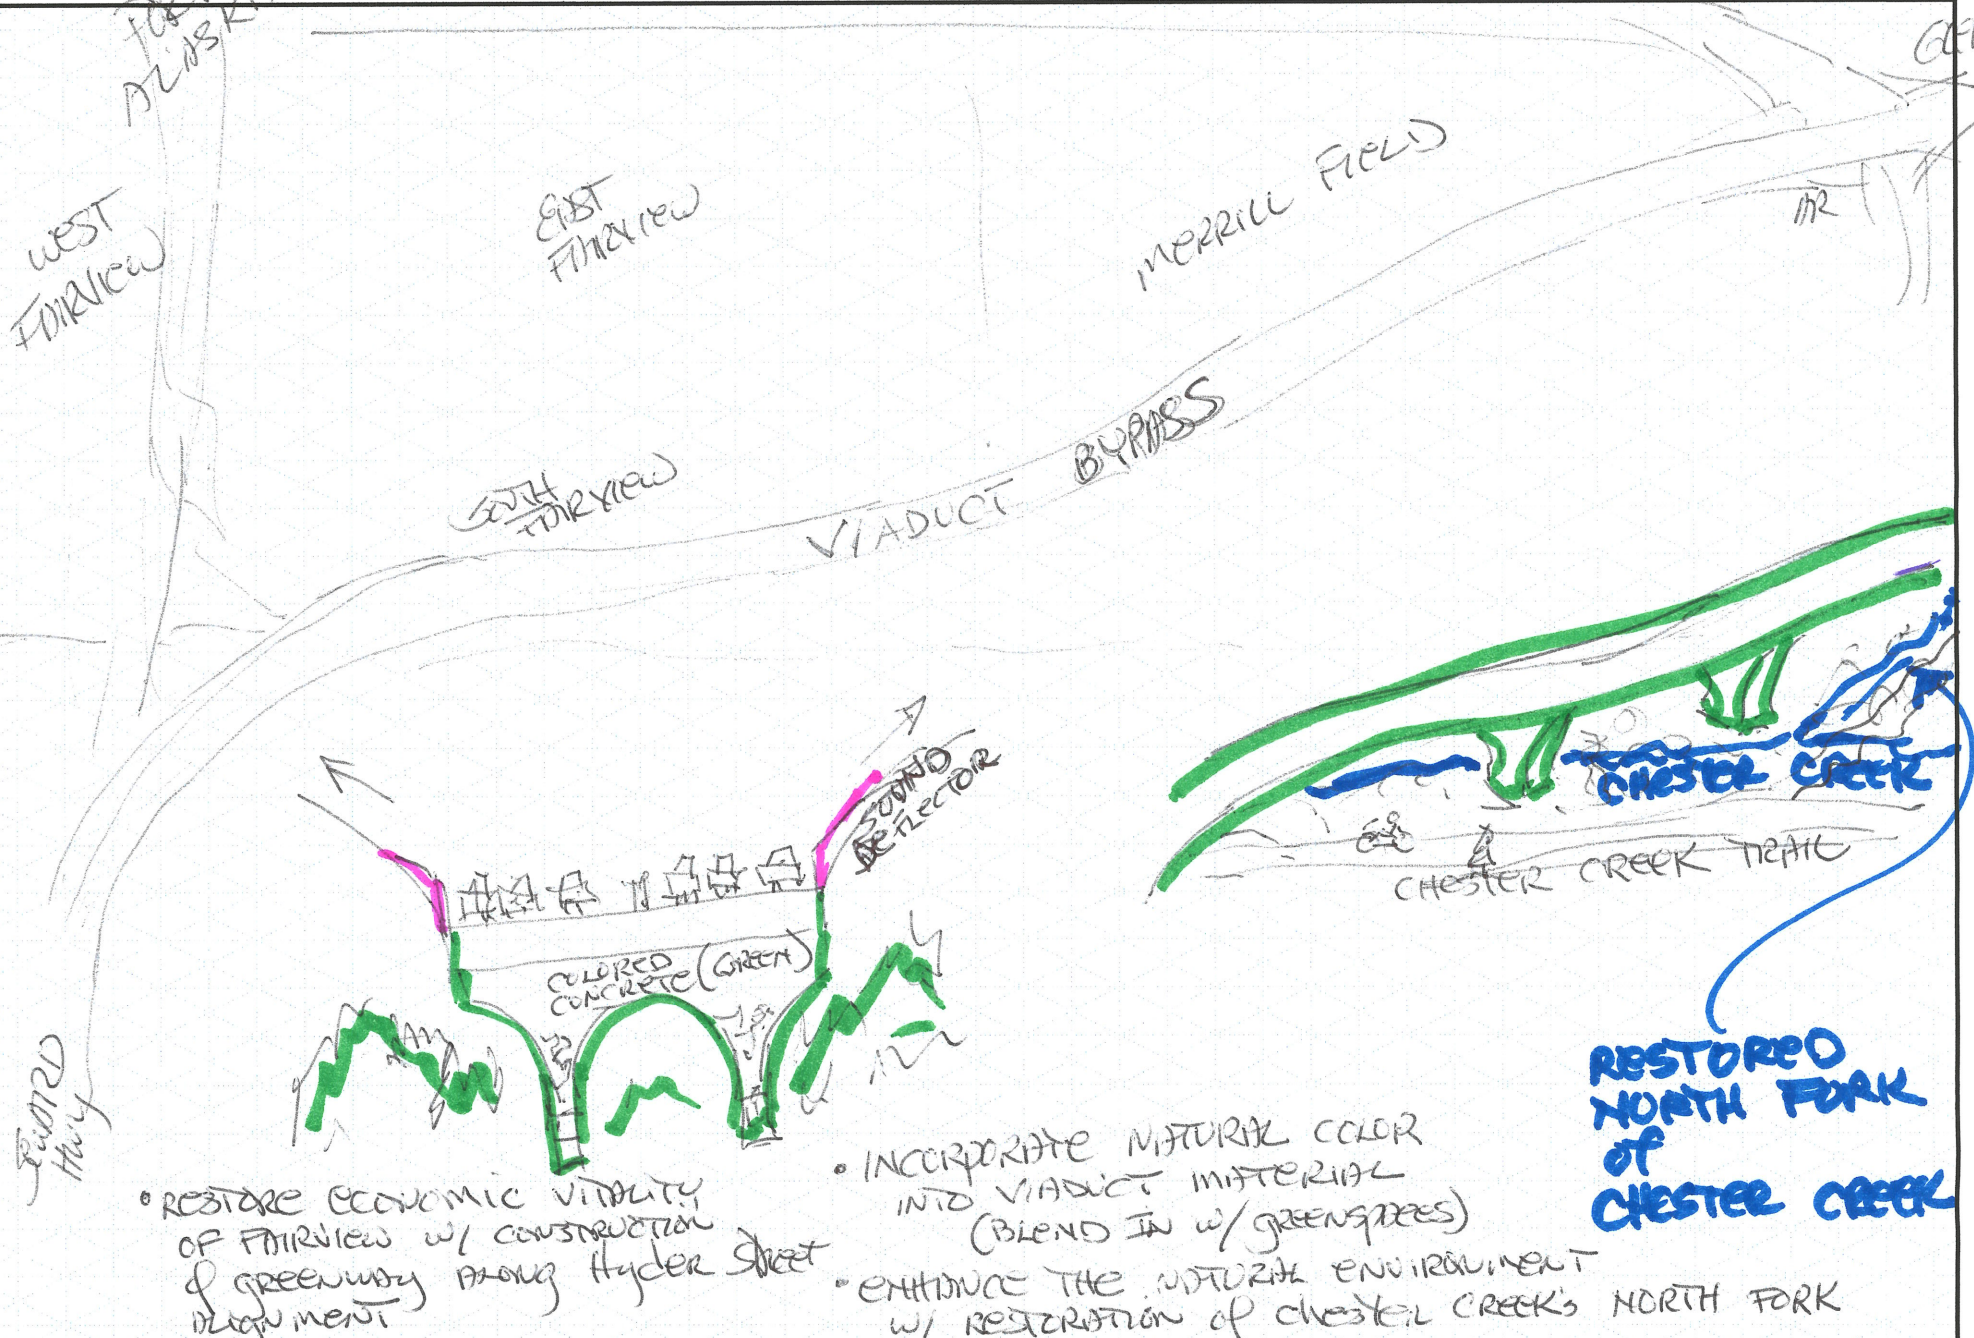 ALASK
WEST
FAIRVIEW
EAST
FAIRVIEW
MERRILL FIELD
SOUTH
FAIRVIEW
VIADUCT BYPASS
SOUND
DEFLECTOR
COLORED
CONCRETE (GREEN)
CHESTER CREEK
CHESTER CREEK TRAIL
SEWARD
Hwy
RESTORED
NORTH FORK
of
CHESTER CREEK
• RESTORE ECONOMIC VITALITY
OF FAIRVIEW W/ CONSTRUCTION
of GREENWAY ALONG Hyder Street
ALIGNMENT
• INCORPORATE NATURAL COLOR
INTO VIADUCT MATERIAL
(BLEND IN W/ GREENSPACES)
• ENHANCE THE NATURAL ENVIRONMENT
W/ RESTORATION of CHESTER CREEK'S NORTH FORK